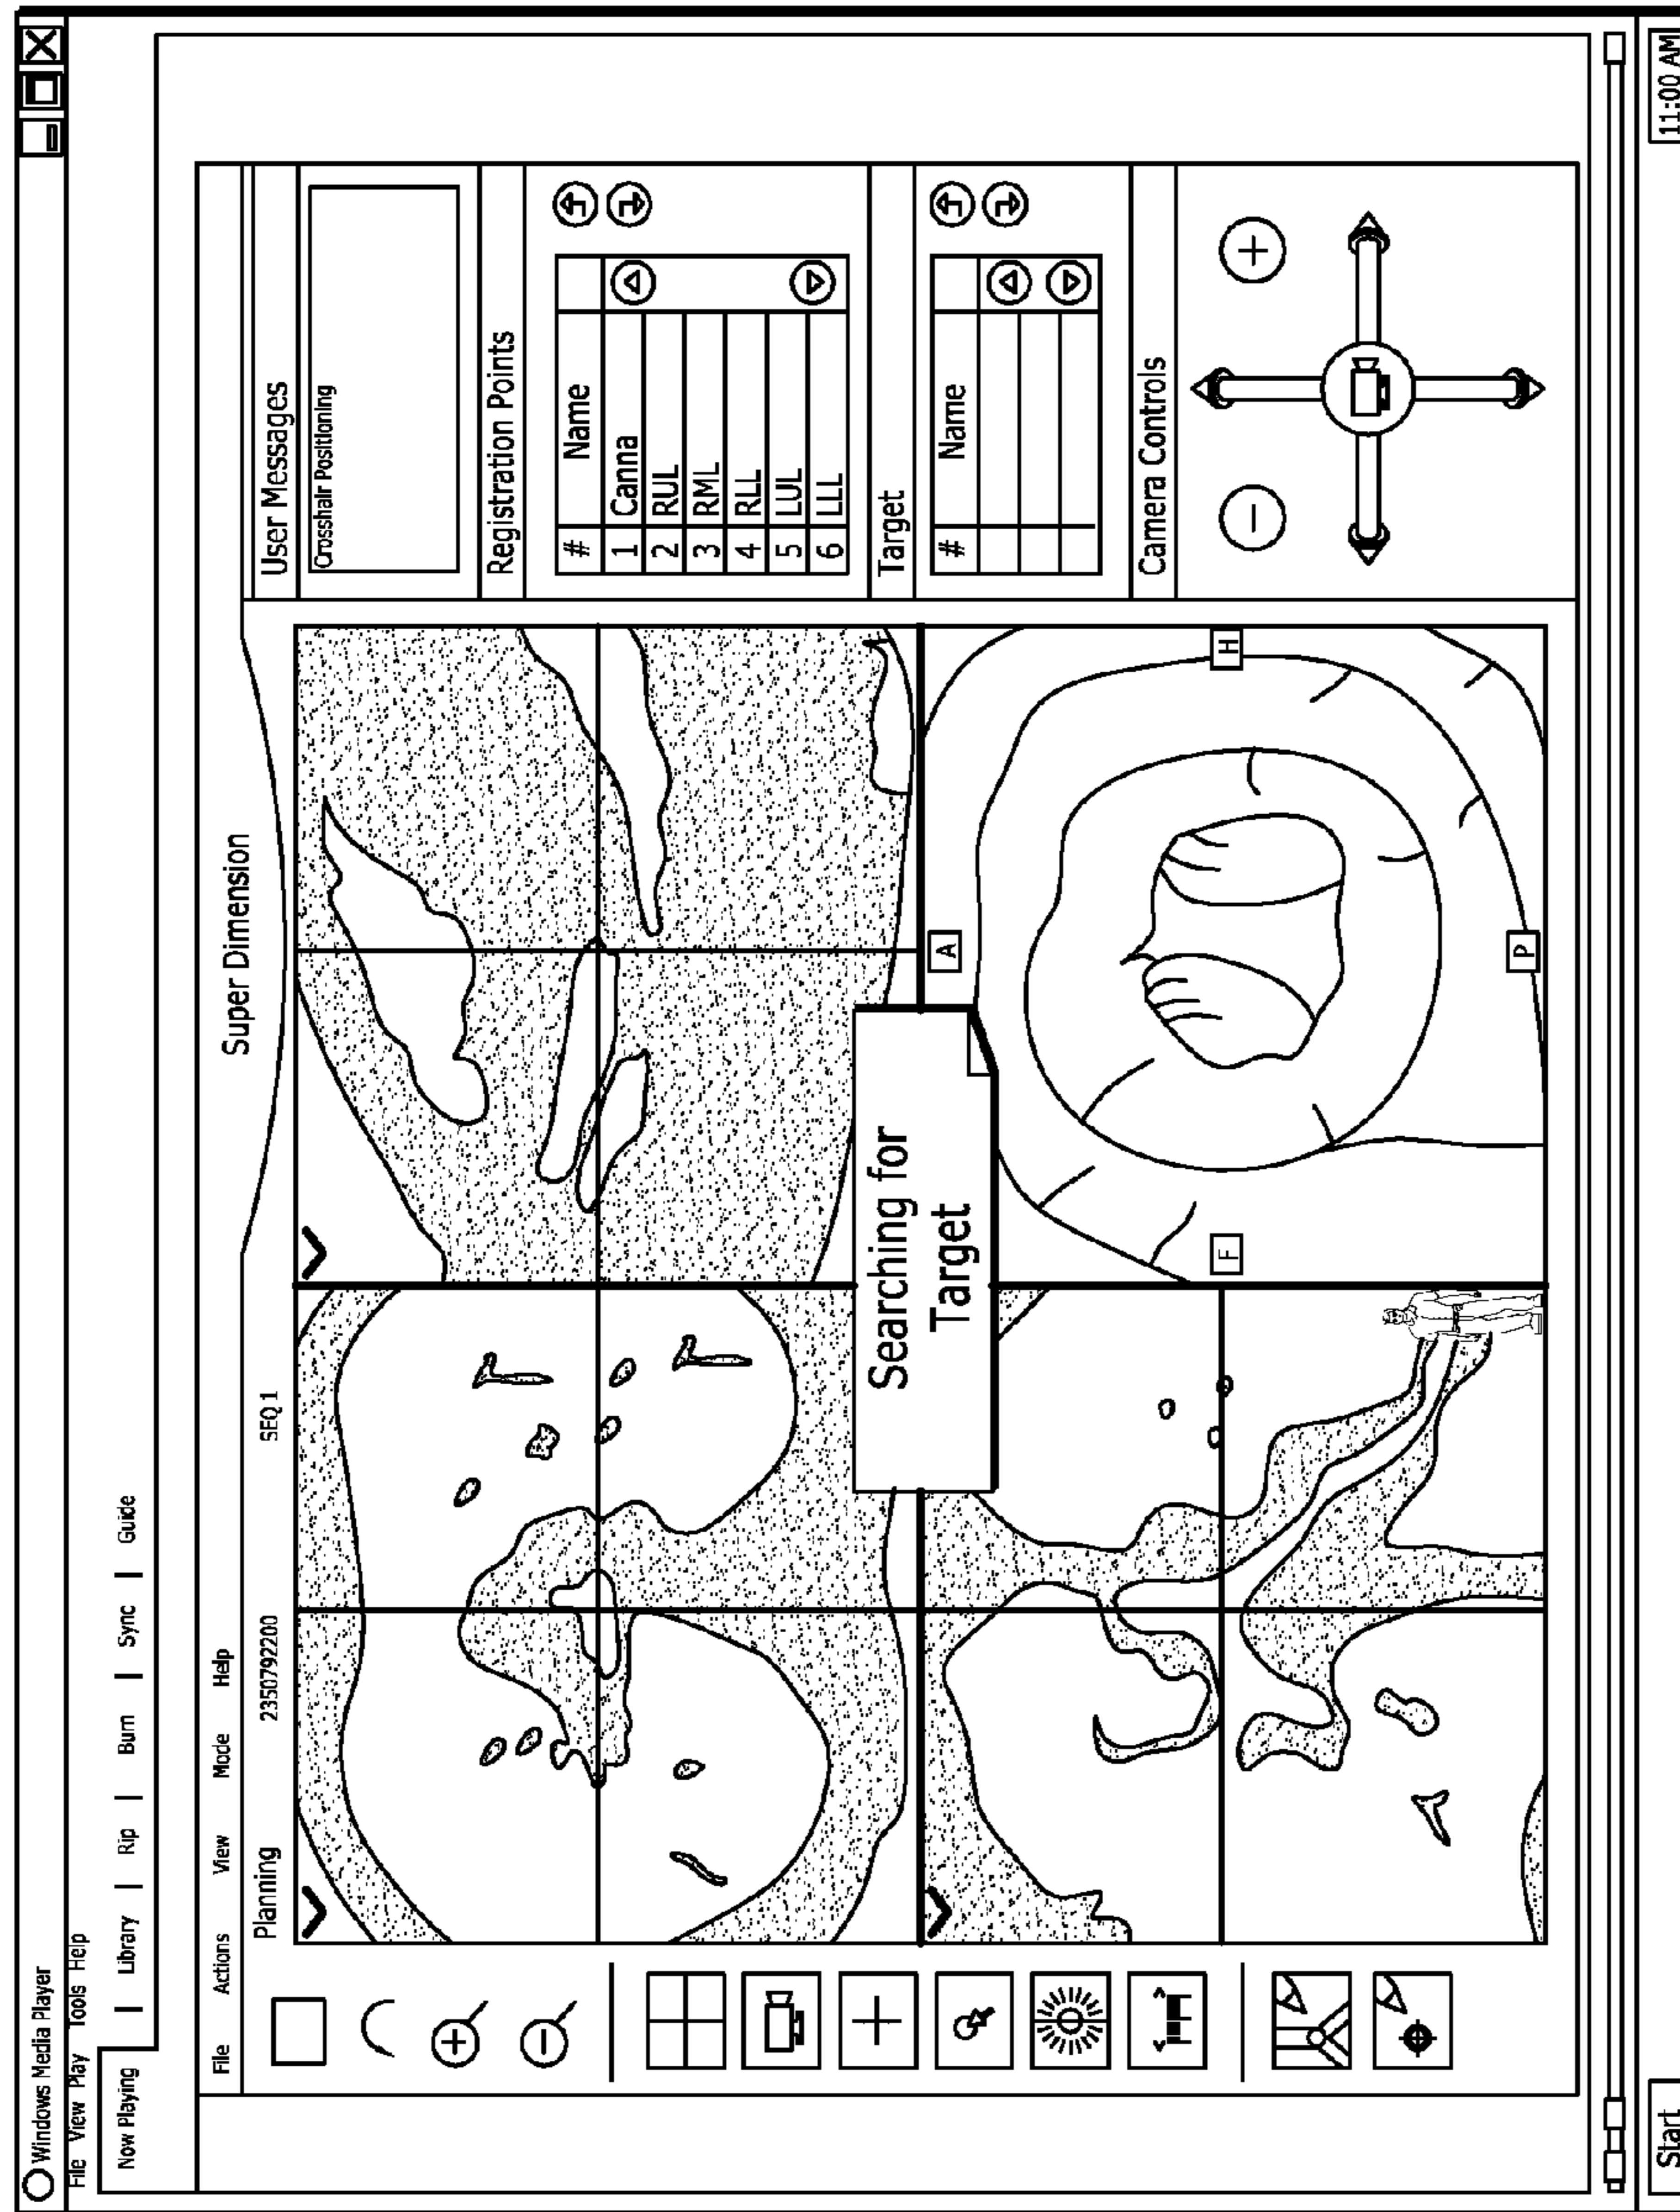 Windows Media Player
File View Play Tools Help
Now Playing | Library | Rip | Burn | Sync | Guide
Super Dimension
File Actions View Mode Help
Planning 2350792200 SEQ 1
User Messages
Crosshair Positioning
Registration Points
# Name
1 Canna
2 RUL
3 RML
4 RLL
5 LUL
6 LLL
Target
# Name
Camera Controls
Searching for
Target
A
F
H
P
Start
11:00 AM